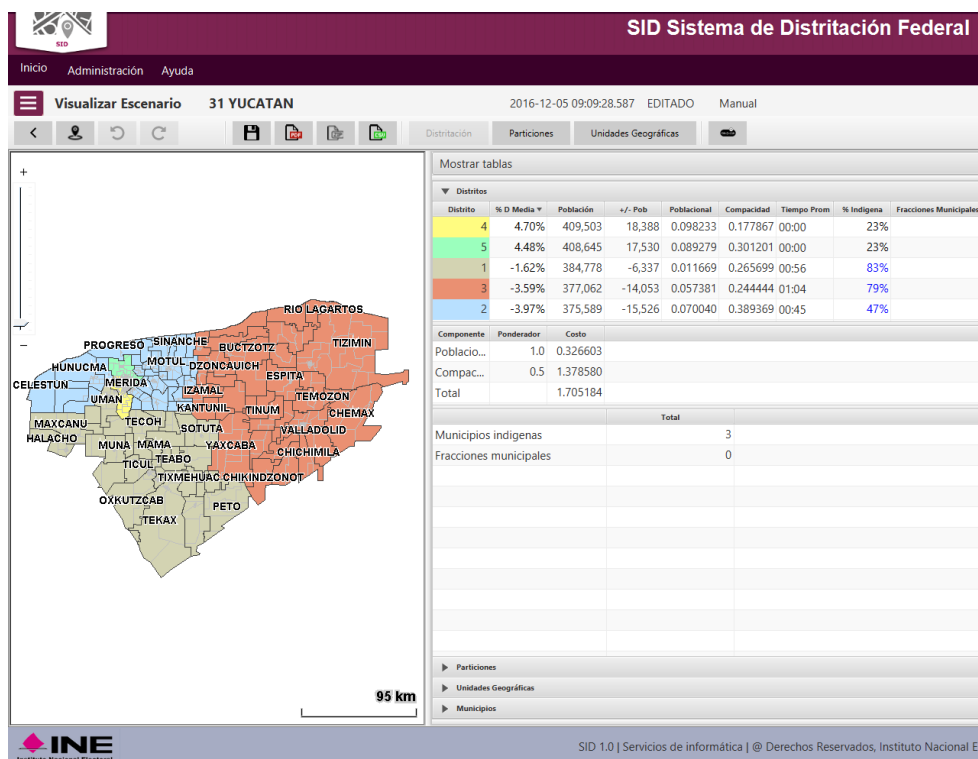 SID
SID Sistema de Distritación Federal
Inicio Administración Ayuda
Visualizar Escenario 31 YUCATAN 2016-12-05 09:09:28.587 EDITADO Manual
Distritación Particiones Unidades Geográficas
Mostrar tablas
Distritos
Distrito % D Media Población +/- Pob Poblacional Compacidad Tiempo Prom % Indigena Fracciones Municipales
4 4.70% 409,503 18,388 0.098233 0.177867 00:00 23%
5 4.48% 408,645 17,530 0.089279 0.301201 00:00 23%
1 -1.62% 384,778 -6,337 0.011669 0.265699 00:56 83%
3 -3.59% 377,062 -14,053 0.057381 0.244444 01:04 79%
2 -3.97% 375,589 -15,526 0.070040 0.389369 00:45 47%
Componente Ponderador Costo
Poblacio... 1.0 0.326603
Compac... 0.5 1.378580
Total 1.705184
Total
Municipios indigenas 3
Fracciones municipales 0
Particiones
Unidades Geográficas
Municipios
+
−
RIO LAGARTOS
PROGRESO SINANCHE BUCTZOTZ TIZIMIN
HUNUCMA MOTUL DZONCAUICH
CELESTUN MERIDA IZAMAL ESPITA
UMAN KANTUNIL TINUM TEMOZON
MAXCANU TECOH SOTUTA VALLADOLID CHEMAX
HALACHO MUNA MAMA YAXCABA CHICHIMILA
TICUL TEABO
TIXMEHUAC CHIKINDZONOT
OXKUTZCAB PETO
TEKAX
95 km
INE
Instituto Nacional Electoral
SID 1.0 | Servicios de informática | @ Derechos Reservados, Instituto Nacional E